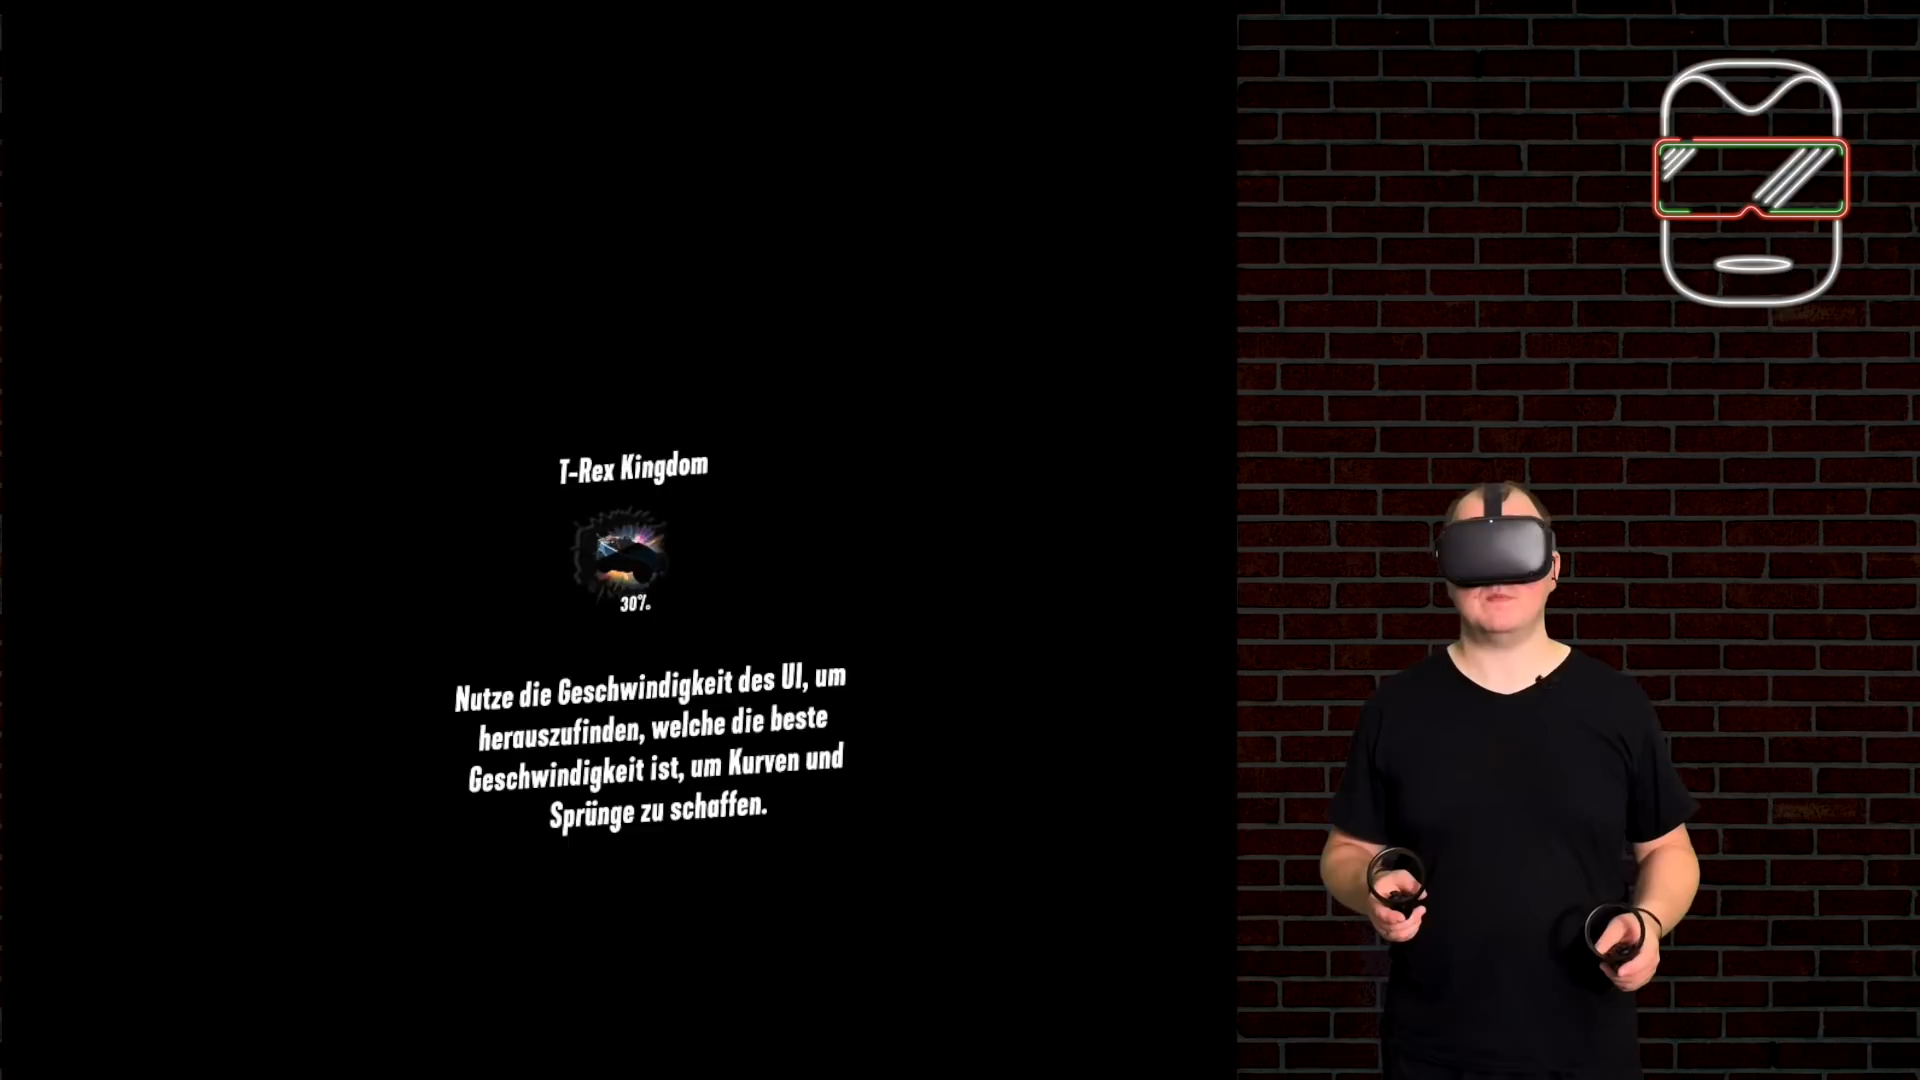 T-Rex Kingdom
30%
Nutze die Geschwindigkeit des UI, um
herauszufinden, welche die beste
Geschwindigkeit ist, um Kurven und
Sprünge zu schaffen.